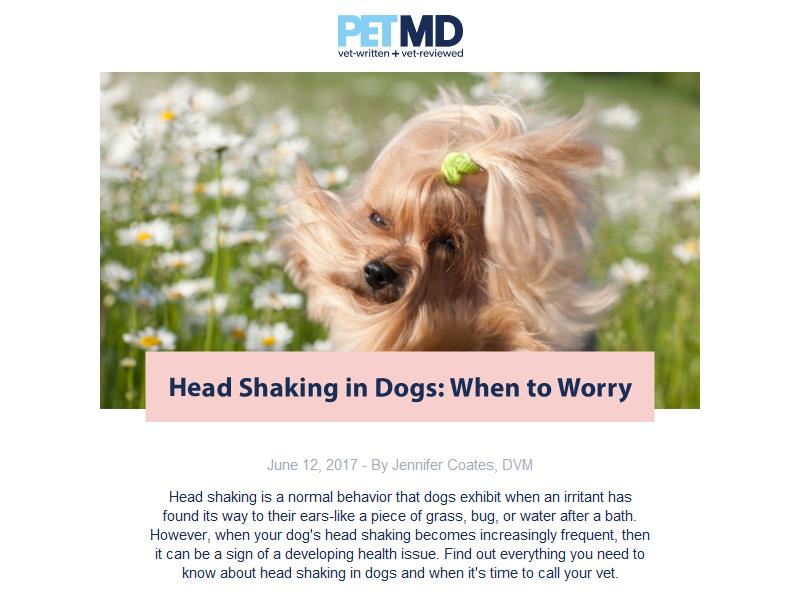 PETMD
vet-written + vet-reviewed
Head Shaking in Dogs: When to Worry
June 12, 2017 - By Jennifer Coates, DVM
Head shaking is a normal behavior that dogs exhibit when an irritant has
found its way to their ears-like a piece of grass, bug, or water after a bath.
However, when your dog's head shaking becomes increasingly frequent, then
it can be a sign of a developing health issue. Find out everything you need to
know about head shaking in dogs and when it's time to call your vet.